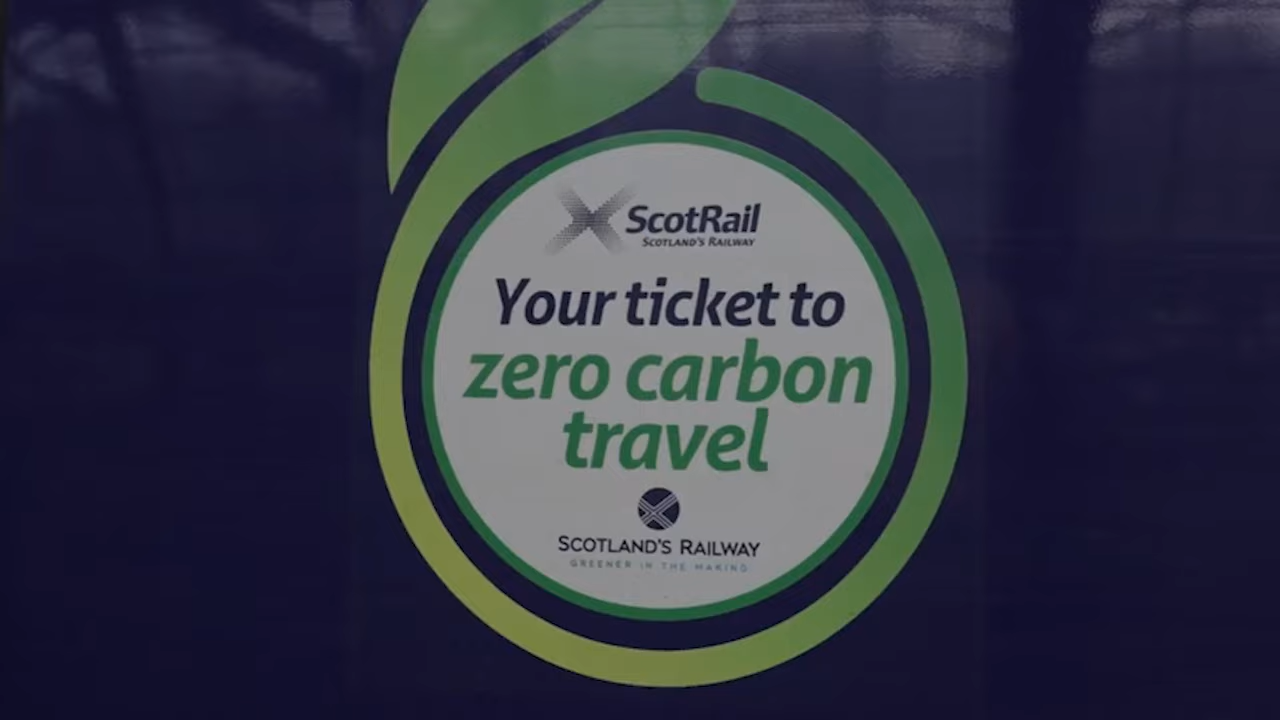 ScotRail
SCOTLAND'S RAILWAY
Your ticket to
zero carbon
travel
SCOTLAND'S RAILWAY
GREENER IN THE MAKING